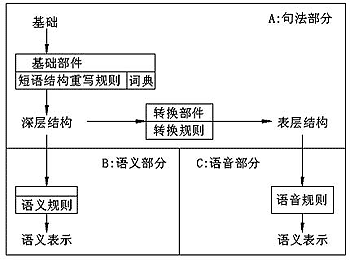 A:句法部分
基础
基础部件
短语结构重写规则 词典
深层结构
转换部件
转换规则
表层结构
B:语义部分
C:语音部分
语义规则
语音规则
语义表示
语义表示